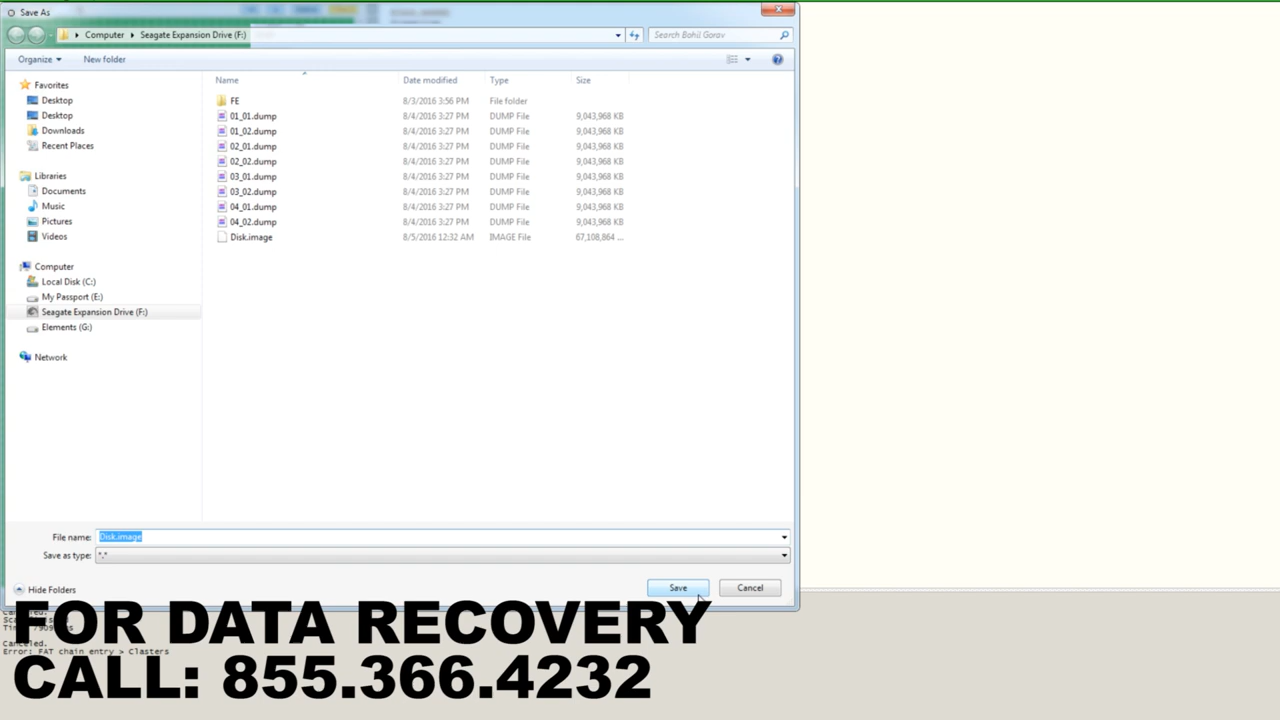 Save As
Computer Seagate Expansion Drive (F:)
Search Bohil Gorav
Organize New folder
Name Date modified Type Size
Favorites
Desktop
Desktop
Downloads
Recent Places
Libraries
Documents
Music
Pictures
Videos
Computer
Local Disk (C:)
My Passport (E:)
Seagate Expansion Drive (F:)
Elements (G:)
Network
FE 8/3/2016 3:56 PM File folder
01_01.dump 8/4/2016 3:27 PM DUMP File 9,043,968 KB
01_02.dump 8/4/2016 3:27 PM DUMP File 9,043,968 KB
02_01.dump 8/4/2016 3:27 PM DUMP File 9,043,968 KB
02_02.dump 8/4/2016 3:27 PM DUMP File 9,043,968 KB
03_01.dump 8/4/2016 3:27 PM DUMP File 9,043,968 KB
03_02.dump 8/4/2016 3:27 PM DUMP File 9,043,968 KB
04_01.dump 8/4/2016 3:27 PM DUMP File 9,043,968 KB
04_02.dump 8/4/2016 3:27 PM DUMP File 9,043,968 KB
Disk.image 8/5/2016 12:32 AM IMAGE File 67,108,864 ...
File name: Disk.image
Save as type: *.*
Hide Folders Save Cancel
Canceled.
Error: FAT chain entry > Clasters
FOR DATA RECOVERY
CALL: 855.366.4232